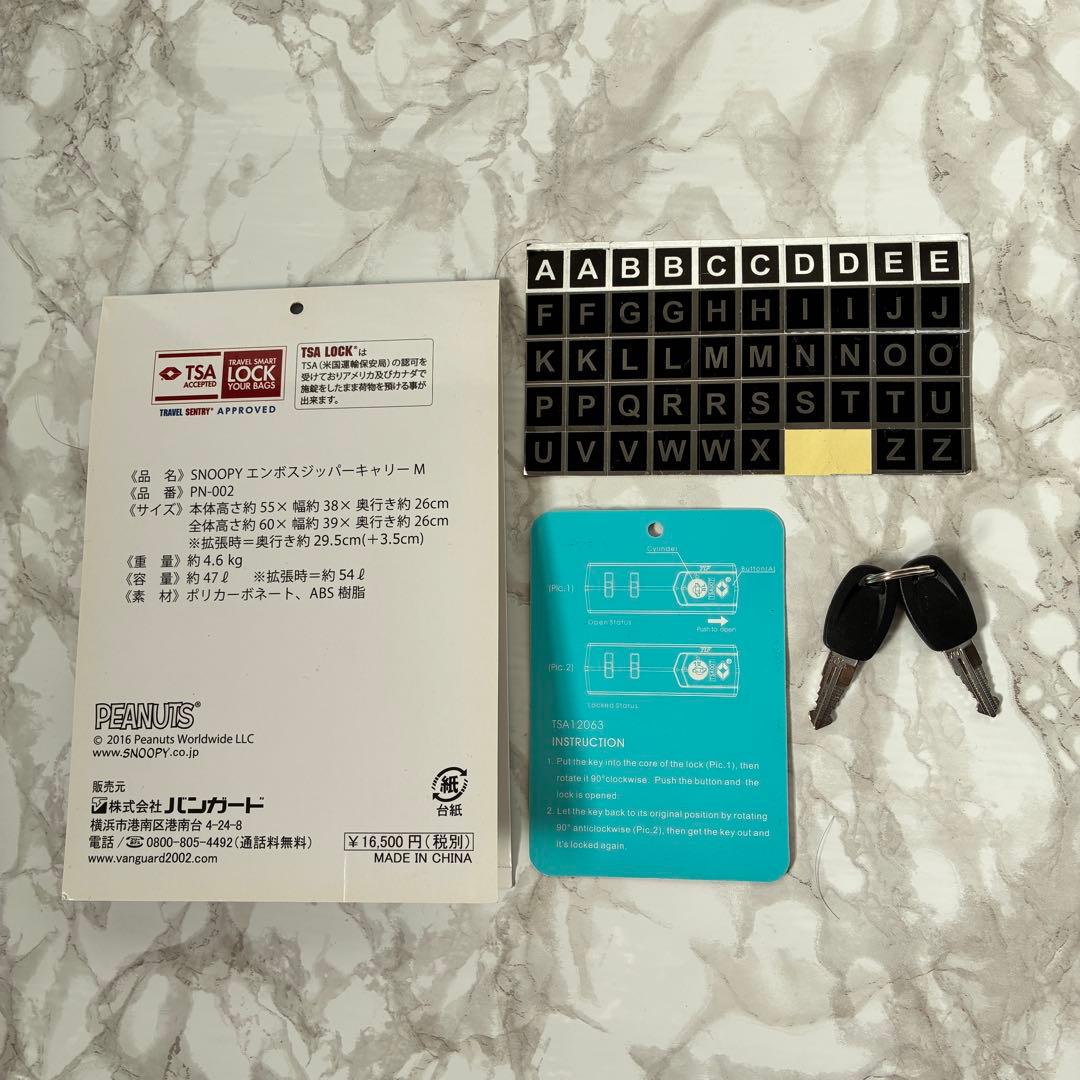 TSA
ACCEPTED
TRAVEL SMART
LOCK
YOUR BAGS
TRAVEL SENTRY® APPROVED
TSA LOCK®は
TSA(米国運輸保安局)の認可を
受けておりアメリカ及びカナダで
施錠をしたまま荷物を預ける事が
出来ます。
《品　名》SNOOPY エンボスジッパーキャリー M
《品　番》PN-002
《サイズ》本体高さ約 55× 幅約 38× 奥行き約 26cm
全体高さ約 60× 幅約 39× 奥行き約 26cm
※拡張時＝奥行き約 29.5cm(＋3.5cm)
《重　量》約 4.6 kg
《容　量》約 47ℓ　※拡張時＝約 54ℓ
《素　材》ポリカーボネート、ABS 樹脂
PEANUTS®
© 2016 Peanuts Worldwide LLC
www.SNOOPY.co.jp
販売元
株式会社バンガード
横浜市港南区港南台 4-24-8
電話／0800-805-4492(通話料無料)
www.vanguard2002.com
紙
台紙
￥16,500 円(税別)
MADE IN CHINA
A A B B C C D D E E
F F G G H H I I J J
K K L L M M N N O O
P P Q R R S S T T U
U V V W W X Z Z
Cylinder
Button(A)
(Pic.1)
Open Status
Push to open
(Pic.2)
Locked Status
TSA12063
INSTRUCTION
1. Put the key into the core of the lock (Pic.1), then
rotate it 90°clockwise. Push the button and the
lock is opened.
2. Let the key back to its original position by rotating
90° anticlockwise (Pic.2), then get the key out and
it's locked again.